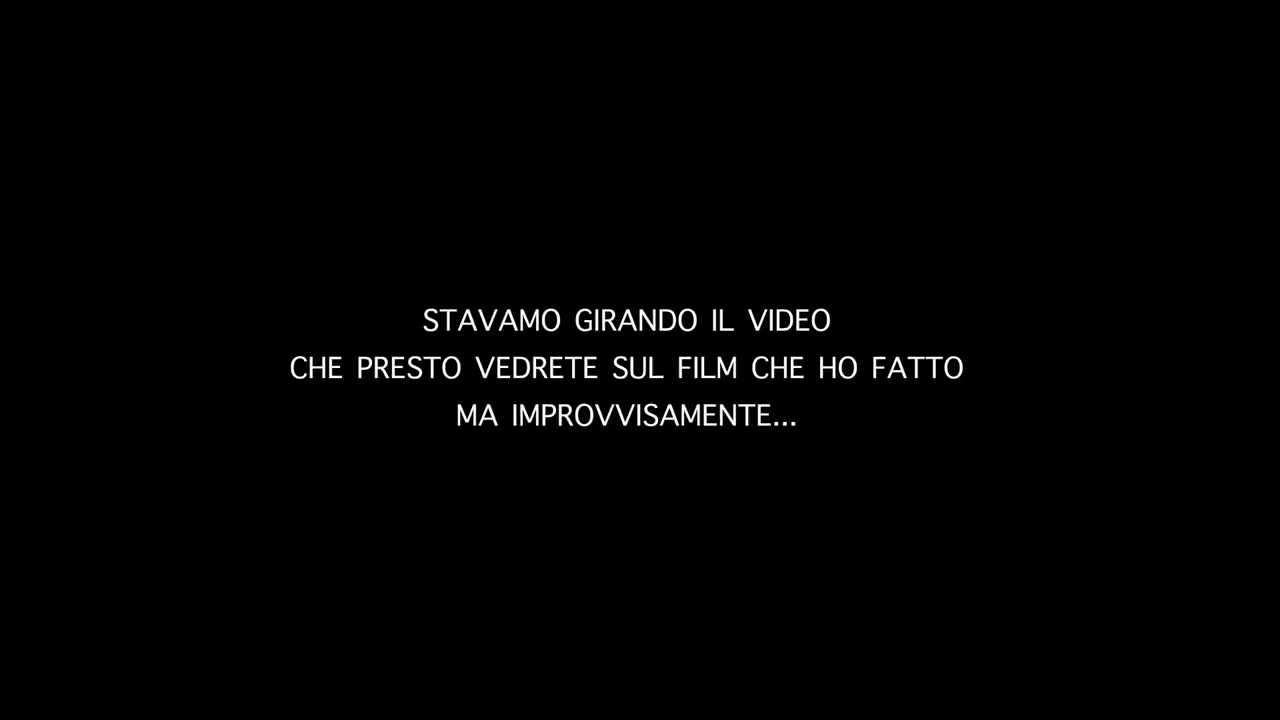 STAVAMO GIRANDO IL VIDEO
CHE PRESTO VEDRETE SUL FILM CHE HO FATTO
MA IMPROVVISAMENTE...